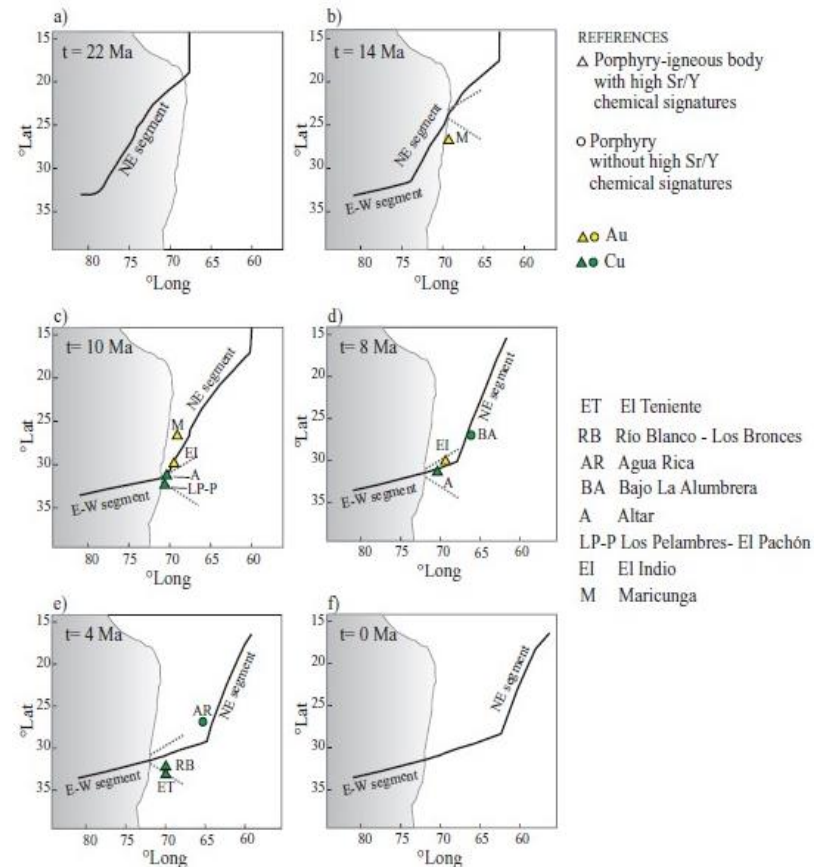 a)
t = 22 Ma
NE segment
15
20
25
30
35
°Lat
80 70 65 60
°Long
b)
t = 14 Ma
NE segment
M
E-W segment
15
20
25
30
35
°Lat
80 70 65 60
°Long
REFERENCES
Porphyry-igneous body
with high Sr/Y
chemical signatures
Porphyry
without high Sr/Y
chemical signatures
Au
Cu
c)
t= 10 Ma
NE segment
M
EI
A
LP-P
E-W segment
15
20
25
30
35
°Lat
80 70 65 60
°Long
d)
t= 8 Ma
NE segment
EI
BA
A
E-W segment
15
20
25
30
35
°Lat
80 70 65 60
°Long
ET El Teniente
RB Río Blanco - Los Bronces
AR Agua Rica
BA Bajo La Alumbrera
A Altar
LP-P Los Pelambres- El Pachón
EI El Indio
M Maricunga
e)
t= 4 Ma
NE segment
AR
RB
ET
E-W segment
15
20
25
30
35
°Lat
80 70 65 60
°Long
f)
t= 0 Ma
NE segment
E-W segment
15
20
25
30
35
°Lat
80 70 65 60
°Long